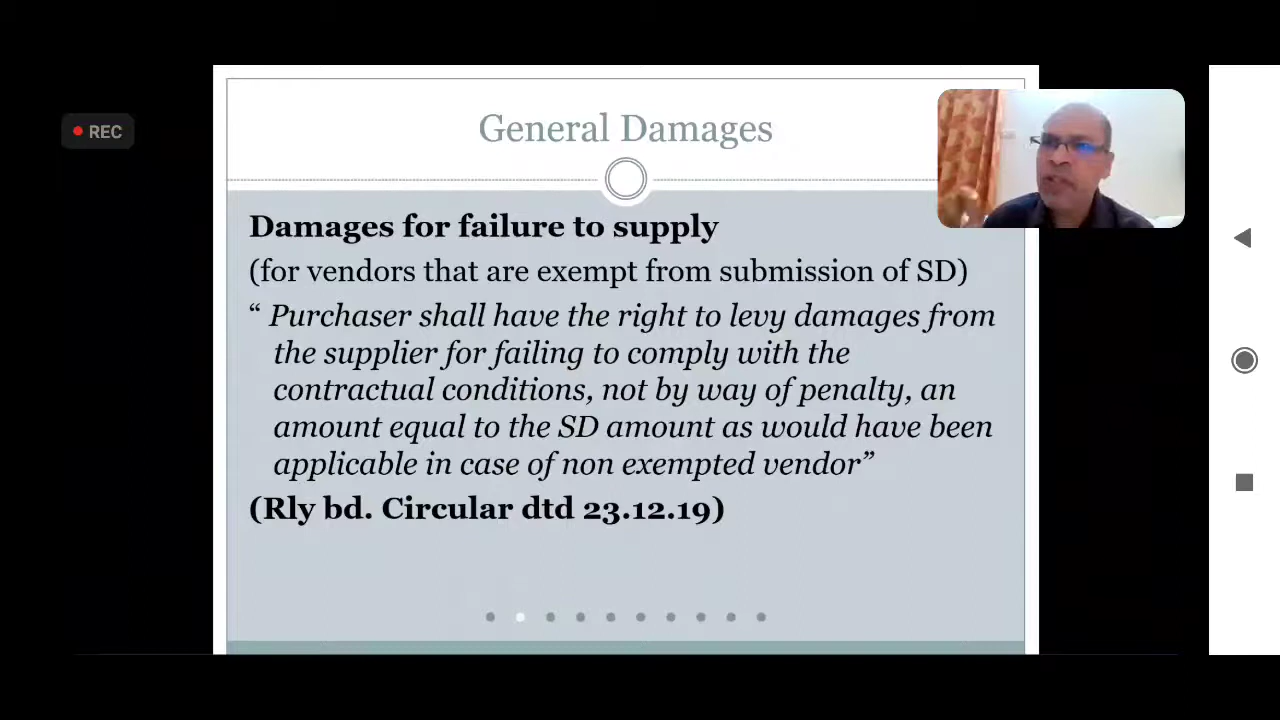 General Damages
REC
Damages for failure to supply
(for vendors that are exempt from submission of SD)
“ Purchaser shall have the right to levy damages from
the supplier for failing to comply with the
contractual conditions, not by way of penalty, an
amount equal to the SD amount as would have been
applicable in case of non exempted vendor”
(Rly bd. Circular dtd 23.12.19)